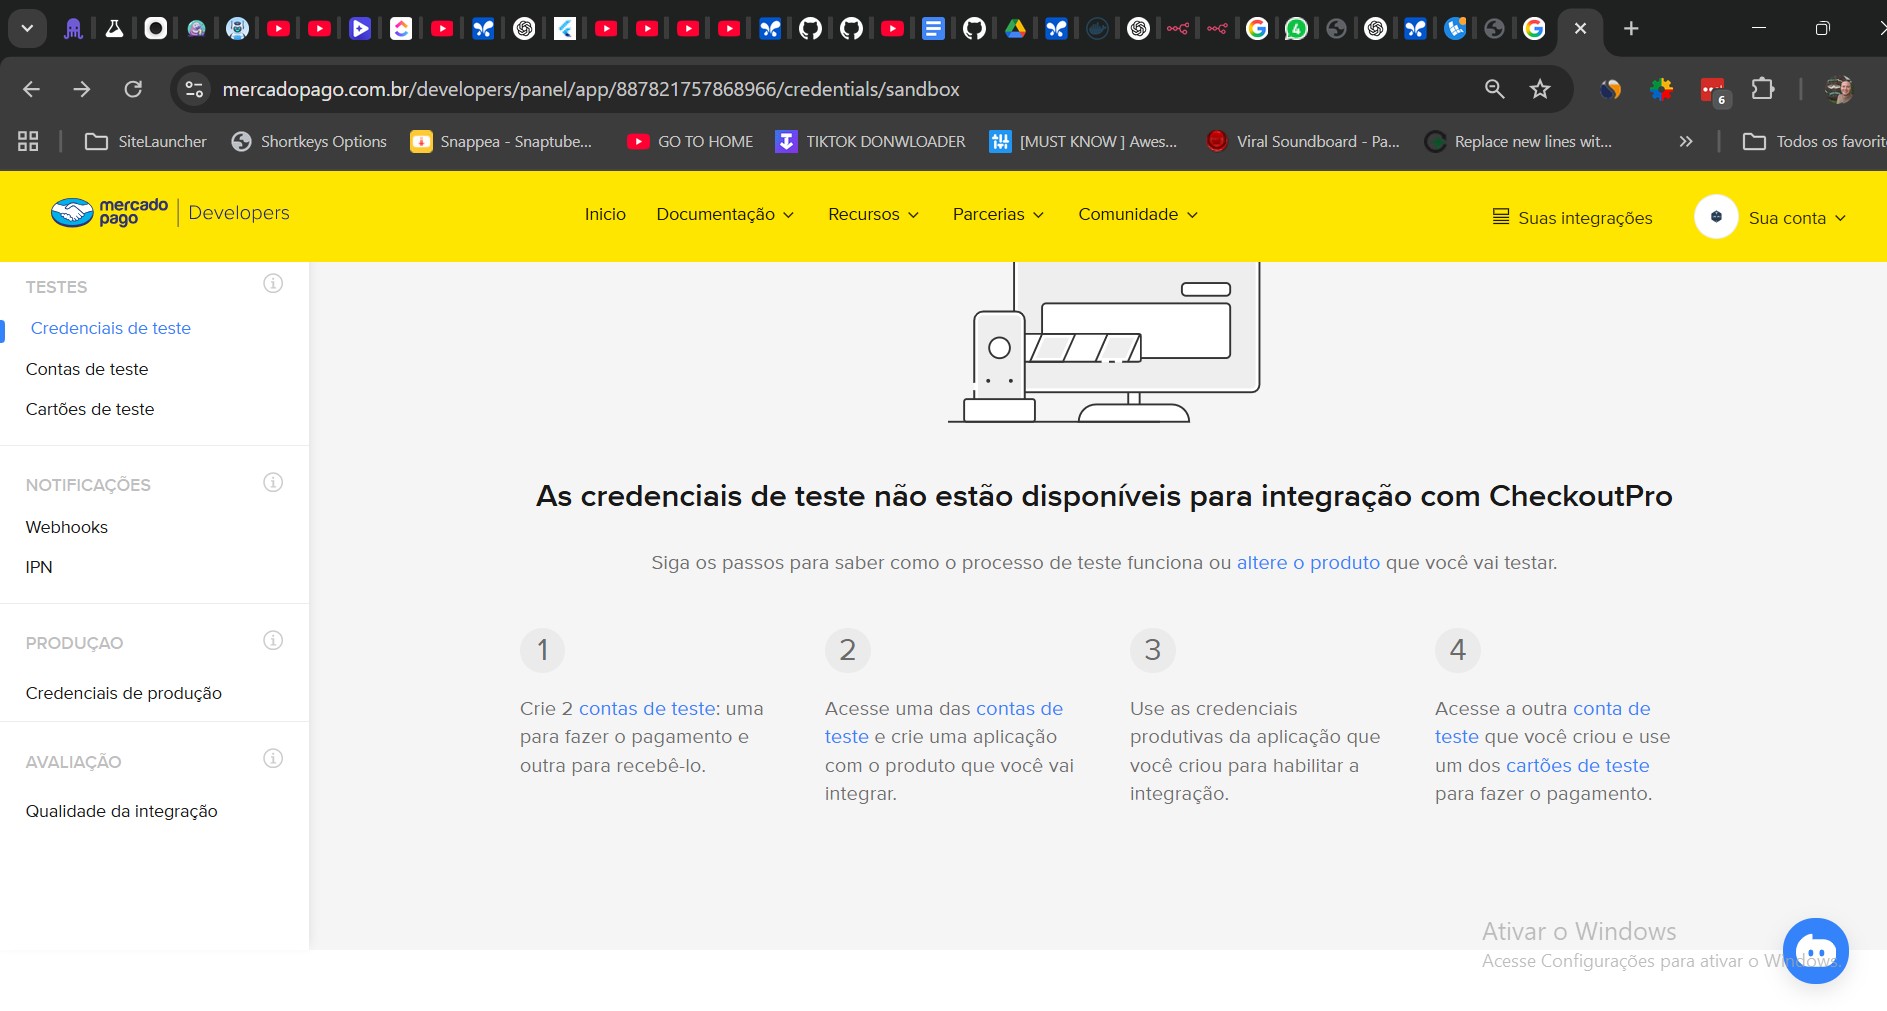 mercadopago.com.br/developers/panel/app/887821757868966/credentials/sandbox
6
4
SiteLauncher
Shortkeys Options
Snappea - Snaptube...
GO TO HOME
TIKTOK DONWLOADER
[MUST KNOW ] Awes...
Viral Soundboard - Pa...
Replace new lines wit...
Todos os favorit
mercado
pago
Developers
Inicio
Documentação
Recursos
Parcerias
Comunidade
Suas integrações
Sua conta
TESTES
Credenciais de teste
Contas de teste
Cartões de teste
NOTIFICAÇÕES
Webhooks
IPN
PRODUÇAO
Credenciais de produção
AVALIAÇÃO
Qualidade da integração
As credenciais de teste não estão disponíveis para integração com CheckoutPro
Siga os passos para saber como o processo de teste funciona ou altere o produto que você vai testar.
1
Crie 2 contas de teste: uma
para fazer o pagamento e
outra para recebê-lo.
2
Acesse uma das contas de
teste e crie uma aplicação
com o produto que você vai
integrar.
3
Use as credenciais
produtivas da aplicação que
você criou para habilitar a
integração.
4
Acesse a outra conta de
teste que você criou e use
um dos cartões de teste
para fazer o pagamento.
Ativar o Windows
Acesse Configurações para ativar o Windows.